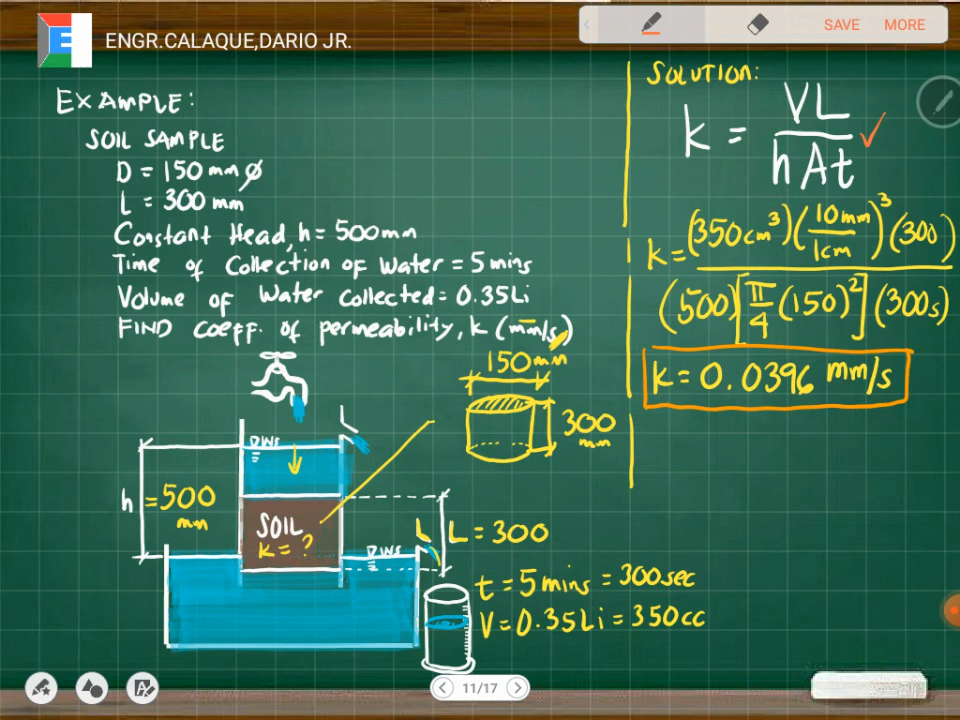 E
ENGR.CALAQUE,DARIO JR.
SAVE MORE
EXAMPLE:
SOIL SAMPLE
D = 150 mm Ø
L = 300 mm
Constant Head, h = 500mm
Time of Collection of Water = 5 mins
Volume of Water collected = 0.35Li
FIND coeff. of permeability, k (mm/s)
150mm
300
mm
h = 500
mm
DWS
SOIL
k = ?
DWS
L = 300
t = 5 mins = 300sec
V = 0.35Li = 350cc
SOLUTION:
k = VL
hAt ✓
k = (350cm³)(10mm/1cm)³(300)
(500)[π/4(150)²](300s)
k = 0.0396 mm/s
11/17